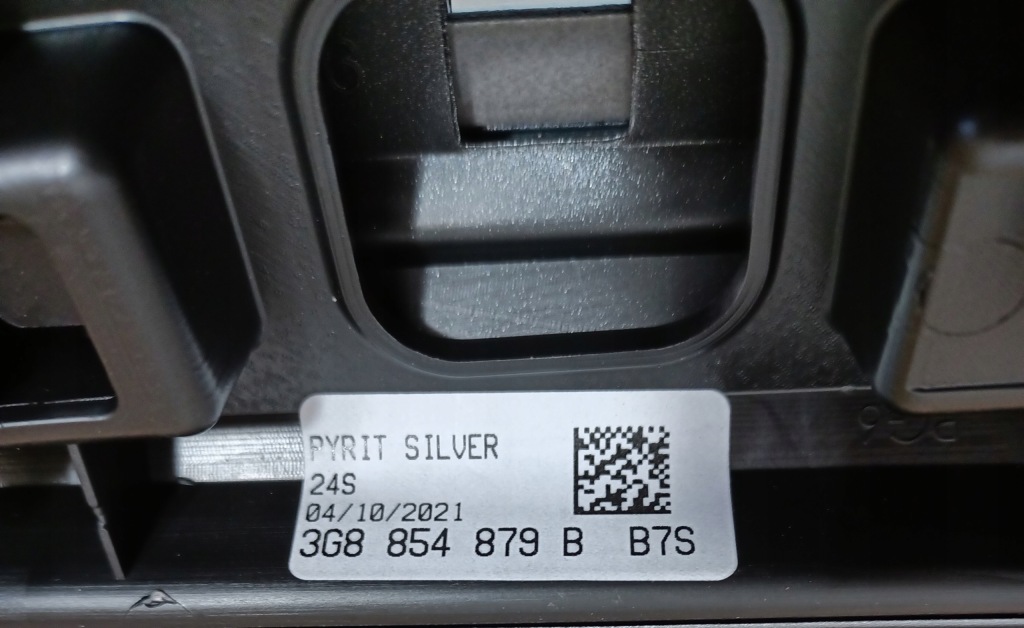 PYRIT SILVER
24S
04/10/2021
3G8 854 879 B B7S